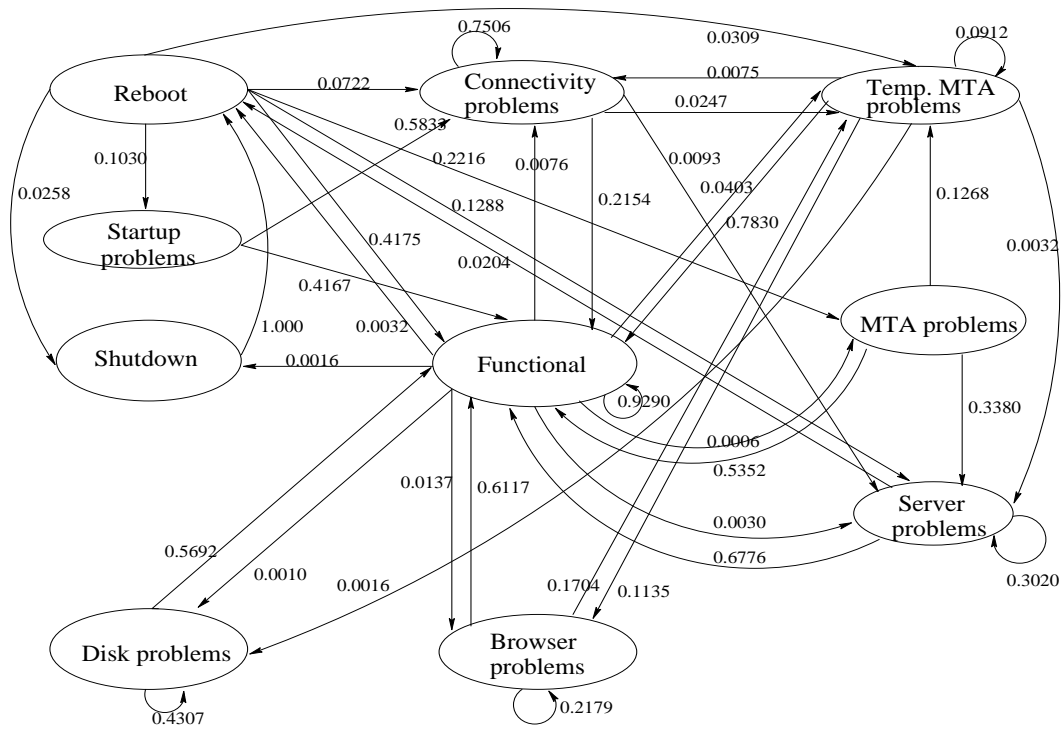 0.7506
0.0309
0.0912
Reboot
0.0722
Connectivity
problems
0.0075
Temp. MTA
problems
0.0247
0.5833
0.1030
0.2216
0.0076
0.0093
0.0258
0.1288
0.2154
0.0403
0.1268
Startup
problems
0.4175
0.7830
0.0032
0.0204
0.4167
1.000
0.0032
MTA problems
Shutdown
0.0016
Functional
0.9290
0.3380
0.0006
0.5352
0.0137
0.6117
Server
problems
0.0030
0.5692
0.6776
0.0010
0.0016
0.1704
0.1135
0.3020
Disk problems
Browser
problems
0.4307
0.2179